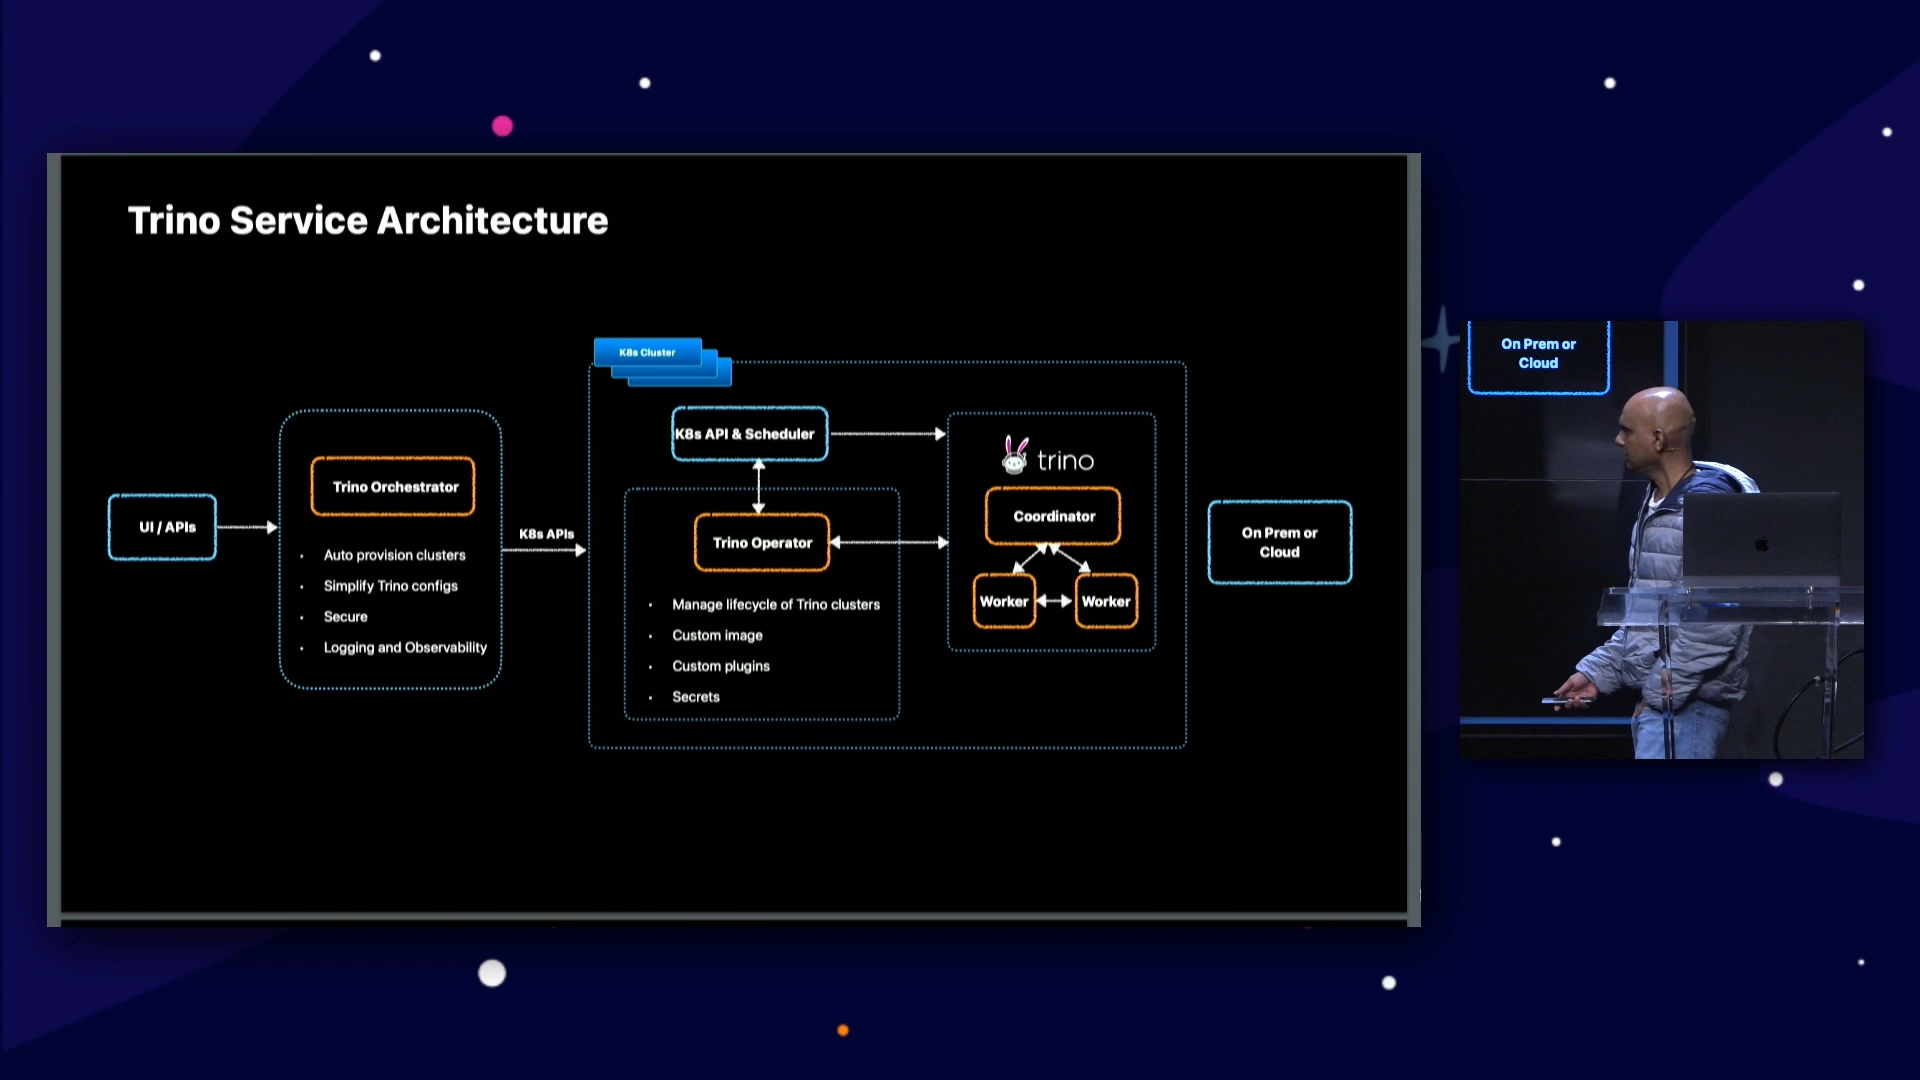 Trino Service Architecture
K8s Cluster
UI / APIs
Trino Orchestrator
• Auto provision clusters
• Simplify Trino configs
• Secure
• Logging and Observability
K8s APIs
K8s API & Scheduler
Trino Operator
• Manage lifecycle of Trino clusters
• Custom image
• Custom plugins
• Secrets
trino
Coordinator
Worker
Worker
On Prem or
Cloud
On Prem or
Cloud